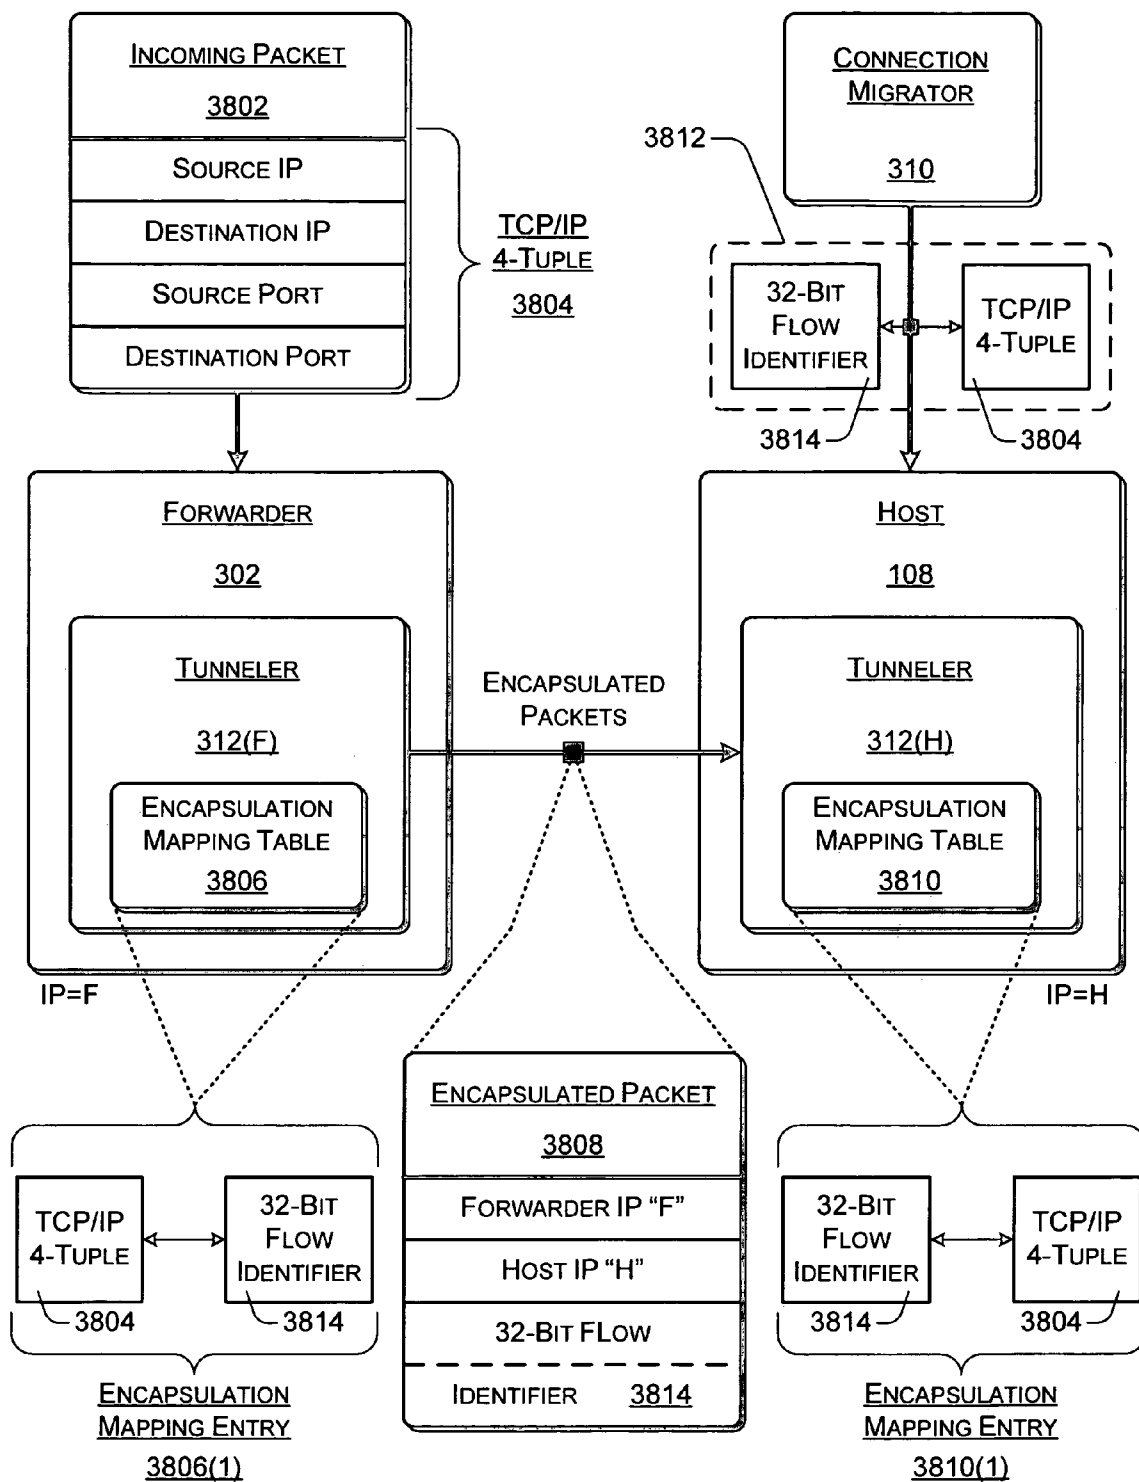 INCOMING PACKET
3802
SOURCE IP
DESTINATION IP
SOURCE PORT
DESTINATION PORT
TCP/IP
4-TUPLE
3804
CONNECTION
MIGRATOR
310
3812
32-BIT
FLOW
IDENTIFIER
TCP/IP
4-TUPLE
3814
3804
FORWARDER
302
TUNNELER
312(F)
ENCAPSULATION
MAPPING TABLE
3806
IP=F
ENCAPSULATED
PACKETS
HOST
108
TUNNELER
312(H)
ENCAPSULATION
MAPPING TABLE
3810
IP=H
TCP/IP
4-TUPLE
32-BIT
FLOW
IDENTIFIER
3804
3814
ENCAPSULATION
MAPPING ENTRY
3806(1)
ENCAPSULATED PACKET
3808
FORWARDER IP “F”
HOST IP “H”
32-BIT FLOW
IDENTIFIER 3814
32-BIT
FLOW
IDENTIFIER
TCP/IP
4-TUPLE
3814
3804
ENCAPSULATION
MAPPING ENTRY
3810(1)